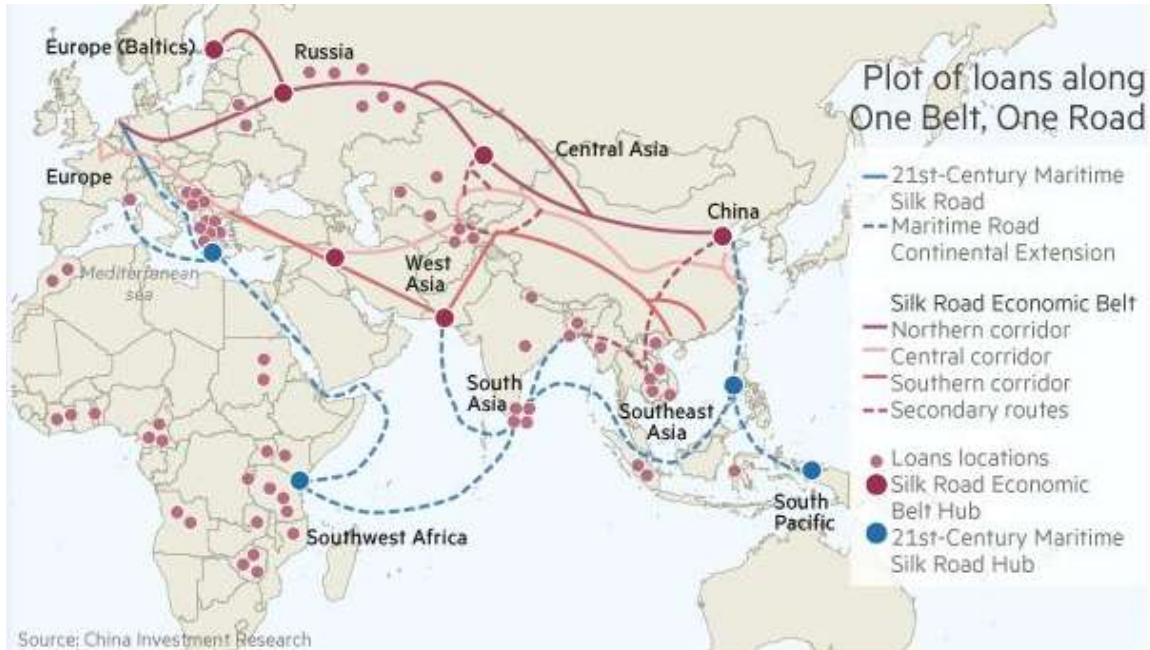 Europe (Baltics)
Russia
Plot of loans along
One Belt, One Road
Central Asia
Europe
21st-Century Maritime
Silk Road
China
Maritime Road
Continental Extension
West
Asia
Mediterranean
sea
Silk Road Economic Belt
Northern corridor
Central corridor
Southern corridor
Secondary routes
South
Asia
Southeast
Asia
Loans locations
Silk Road Economic
Belt Hub
South
Pacific
21st-Century Maritime
Silk Road Hub
Southwest Africa
Source: China Investment Research